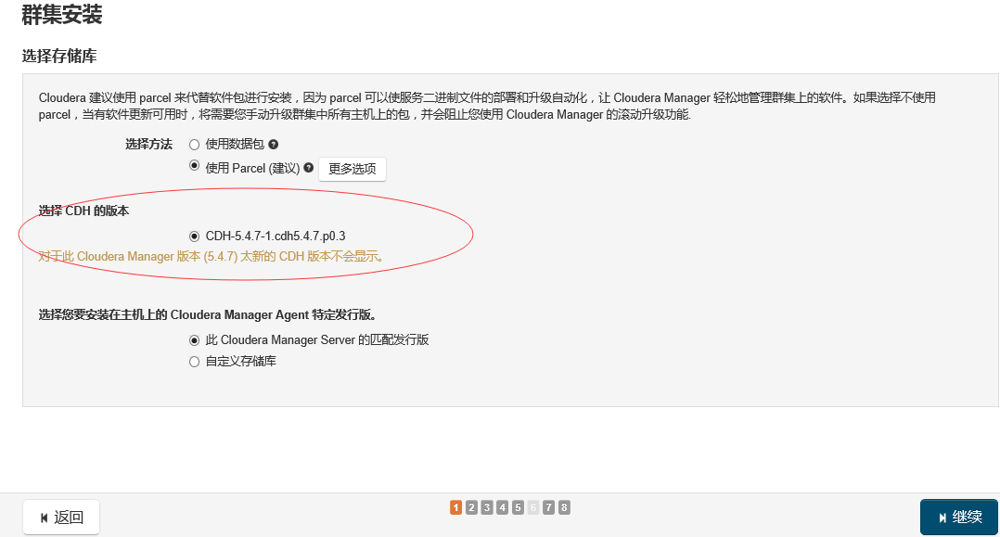 群集安装
选择存储库
Cloudera 建议使用 parcel 来代替软件包进行安装，因为 parcel 可以使服务二进制文件的部署和升级自动化，让 Cloudera Manager 轻松地管理群集上的软件。如果选择不使用
parcel，当有软件更新可用时，将需要您手动升级群集中所有主机上的包，并会阻止您使用 Cloudera Manager 的滚动升级功能.
选择方法 使用数据包 ?
使用 Parcel (建议) ? 更多选项
选择 CDH 的版本
CDH-5.4.7-1.cdh5.4.7.p0.3
对于此 Cloudera Manager 版本 (5.4.7) 太新的 CDH 版本不会显示。
选择您要安装在主机上的 Cloudera Manager Agent 特定发行版。
此 Cloudera Manager Server 的匹配发行版
自定义存储库
返回 1 2 3 4 5 6 7 8 继续